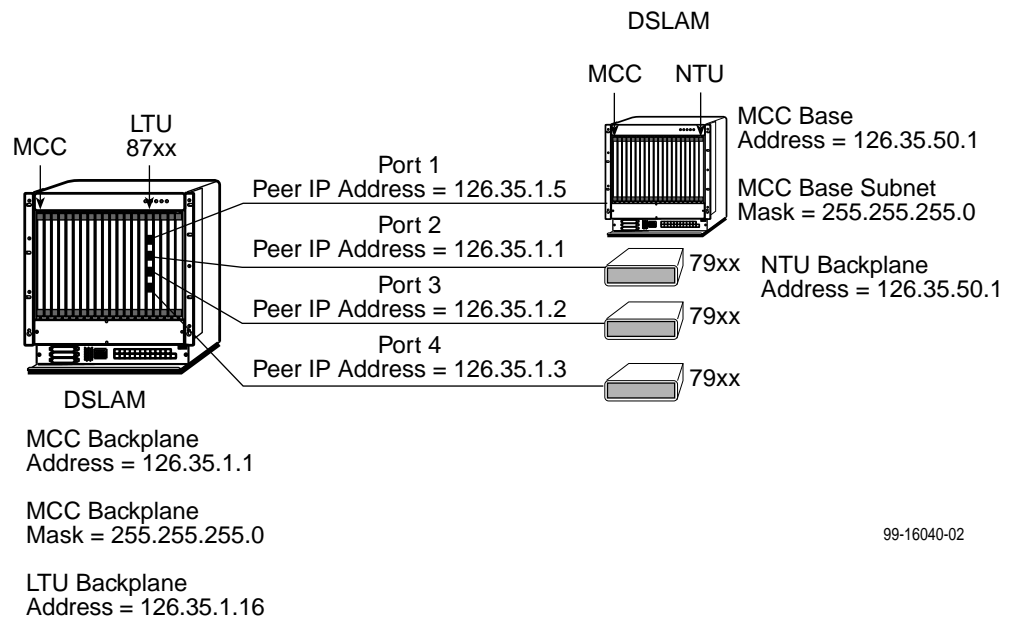 DSLAM
MCC NTU
MCC Base
Address = 126.35.50.1
MCC Base Subnet
Mask = 255.255.255.0
LTU
87xx
MCC
Port 1
Peer IP Address = 126.35.1.5
Port 2
Peer IP Address = 126.35.1.1
Port 3
Peer IP Address = 126.35.1.2
Port 4
Peer IP Address = 126.35.1.3
79xx
79xx
79xx
NTU Backplane
Address = 126.35.50.1
DSLAM
MCC Backplane
Address = 126.35.1.1
MCC Backplane
Mask = 255.255.255.0
LTU Backplane
Address = 126.35.1.16
99-16040-02